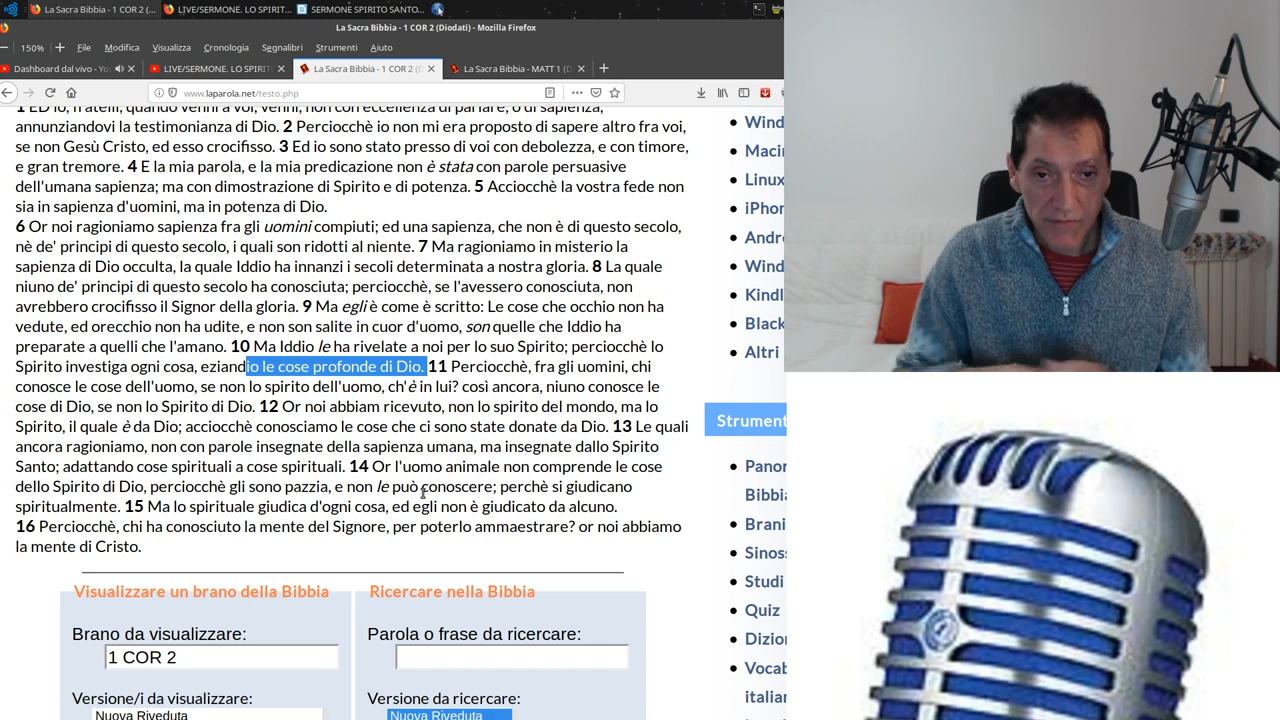 La Sacra Bibbia - 1 COR 2 (...
LIVE/SERMONE. LO SPIRIT...
SERMONE SPIRITO SANTO...
La Sacra Bibbia - 1 COR 2 (Diodati) - Mozilla Firefox
150%
File Modifica Visualizza Cronologia Segnalibri Strumenti Aiuto
Dashboard dal vivo - Yo
LIVE/SERMONE. LO SPIRIT
La Sacra Bibbia - 1 COR 2 (D
La Sacra Bibbia - MATT 1 (D
www.laparola.net/testo.php
1 ED io, fratelli, quando venni a voi, venni, non con eccellenza di parlare, o di sapienza,
annunziandovi la testimonianza di Dio. 2 Perciocchè io non mi era proposto di sapere altro fra voi,
se non Gesù Cristo, ed esso crocifisso. 3 Ed io sono stato presso di voi con debolezza, e con timore,
e gran tremore. 4 E la mia parola, e la mia predicazione non è stata con parole persuasive
dell'umana sapienza; ma con dimostrazione di Spirito e di potenza. 5 Acciocchè la vostra fede non
sia in sapienza d'uomini, ma in potenza di Dio.
6 Or noi ragioniamo sapienza fra gli uomini compiuti; ed una sapienza, che non è di questo secolo,
nè de' principi di questo secolo, i quali son ridotti al niente. 7 Ma ragioniam in misterio la
sapienza di Dio occulta, la quale Iddio ha innanzi i secoli determinata a nostra gloria. 8 La quale
niuno de' principi di questo secolo ha conosciuta; perciocchè, se l'avessero conosciuta, non
avrebbero crocifisso il Signor della gloria. 9 Ma egli è come è scritto: Le cose che occhio non ha
vedute, ed orecchio non ha udite, e non son salite in cuor d'uomo, son quelle che Iddio ha
preparate a quelli che l'amano. 10 Ma Iddio le ha rivelate a noi per lo suo Spirito; perciocchè lo
Spirito investiga ogni cosa, eziandio le cose profonde di Dio. 11 Perciocchè, fra gli uomini, chi
conosce le cose dell'uomo, se non lo spirito dell'uomo, ch'è in lui? così ancora, niuno conosce le
cose di Dio, se non lo Spirito di Dio. 12 Or noi abbiam ricevuto, non lo spirito del mondo, ma lo
Spirito, il quale è da Dio; acciocchè conosciamo le cose che ci sono state donate da Dio. 13 Le quali
ancora ragioniamo, non con parole insegnate della sapienza umana, ma insegnate dallo Spirito
Santo; adattando cose spirituali a cose spirituali. 14 Or l'uomo animale non comprende le cose
dello Spirito di Dio, perciocchè gli sono pazzia, e non le può conoscere; perchè si giudicano
spiritualmente. 15 Ma lo spirituale giudica d'ogni cosa, ed egli non è giudicato da alcuno.
16 Perciocchè, chi ha conosciuto la mente del Signore, per poterlo ammaestrare? or noi abbiamo
la mente di Cristo.
Visualizzare un brano della Bibbia
Brano da visualizzare:
1 COR 2
Versione/i da visualizzare:
Nuova Riveduta
Ricercare nella Bibbia
Parola o frase da ricercare:
Versione da ricercare:
Nuova Riveduta
Wind
Macin
Linux
iPhon
Andro
Wind
Kindl
Black
Altri
Strument
Panor
Bibbia
Brani
Sinoss
Studi
Quiz
Dizio
Vocab
italian